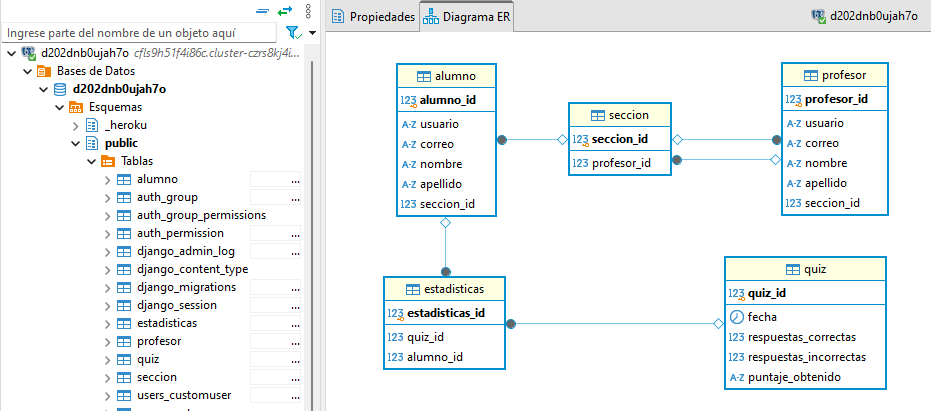 Ingrese parte del nombre de un objeto aquí
d202dnb0ujah7o cfls9h51f4i86c.cluster-czrs8kj4i...
Bases de Datos
d202dnb0ujah7o
Esquemas
_heroku
public
Tablas
alumno ...
auth_group ...
auth_group_permissions
auth_permission ...
django_admin_log ...
django_content_type
django_migrations ...
django_session ...
estadisticas ...
profesor ...
quiz ...
seccion ...
users_customuser ...
Propiedades
Diagrama ER
d202dnb0ujah7o
alumno
123 alumno_id
A-Z usuario
A-Z correo
A-Z nombre
A-Z apellido
123 seccion_id
seccion
123 seccion_id
123 profesor_id
profesor
123 profesor_id
A-Z usuario
A-Z correo
A-Z nombre
A-Z apellido
123 seccion_id
estadisticas
123 estadisticas_id
123 quiz_id
123 alumno_id
quiz
123 quiz_id
fecha
123 respuestas_correctas
123 respuestas_incorrectas
A-Z puntaje_obtenido